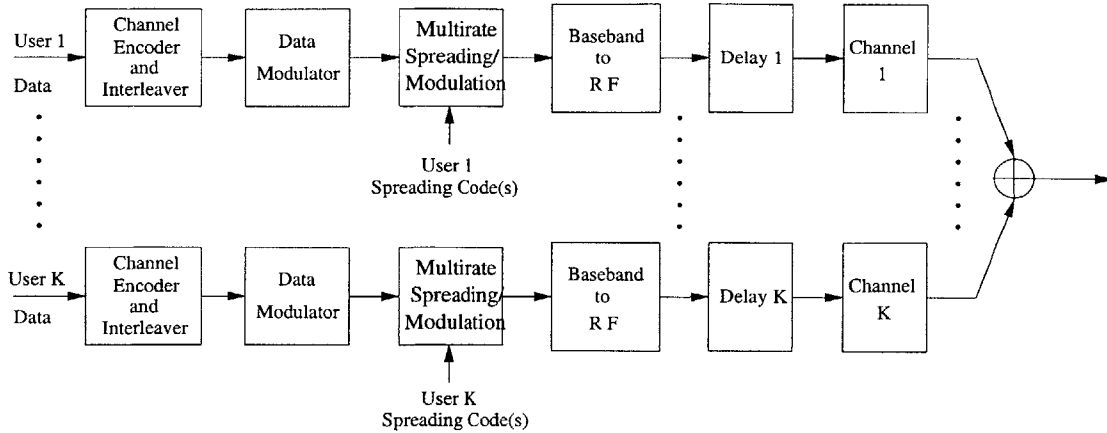 User 1
Data
Channel
Encoder
and
Interleaver
Data
Modulator
Multirate
Spreading/
Modulation
User 1
Spreading Code(s)
Baseband
to
R F
Delay 1
Channel
1
User K
Data
Channel
Encoder
and
Interleaver
Data
Modulator
Multirate
Spreading/
Modulation
User K
Spreading Code(s)
Baseband
to
R F
Delay K
Channel
K